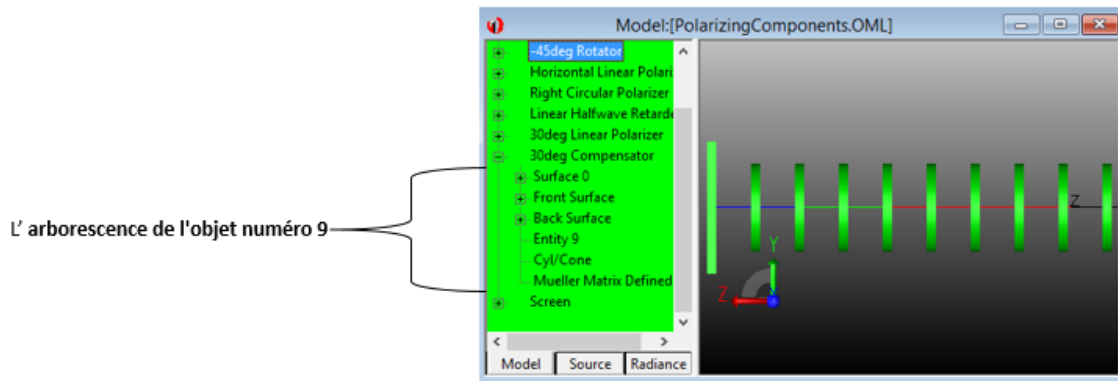 Model:[PolarizingComponents.OML]
-45deg Rotator
Horizontal Linear Polari
Right Circular Polarizer
Linear Halfwave Retarde
30deg Linear Polarizer
30deg Compensator
Surface 0
Front Surface
Back Surface
Entity 9
Cyl/Cone
Mueller Matrix Defined
Screen
Model Source Radiance
L’ arborescence de l'objet numéro 9
Z
Y
Z